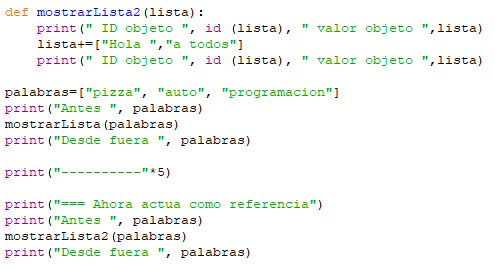 def mostrarLista2(lista):
    print(" ID objeto ", id (lista), " valor objeto ",lista)
    lista+=["Hola ","a todos"]
    print(" ID objeto ", id (lista), " valor objeto ",lista)
palabras=["pizza", "auto", "programacion"]
print("Antes ", palabras)
mostrarLista(palabras)
print("Desde fuera ", palabras)
print("----------"*5)
print("=== Ahora actua como referencia")
print("Antes ", palabras)
mostrarLista2(palabras)
print("Desde fuera ", palabras)